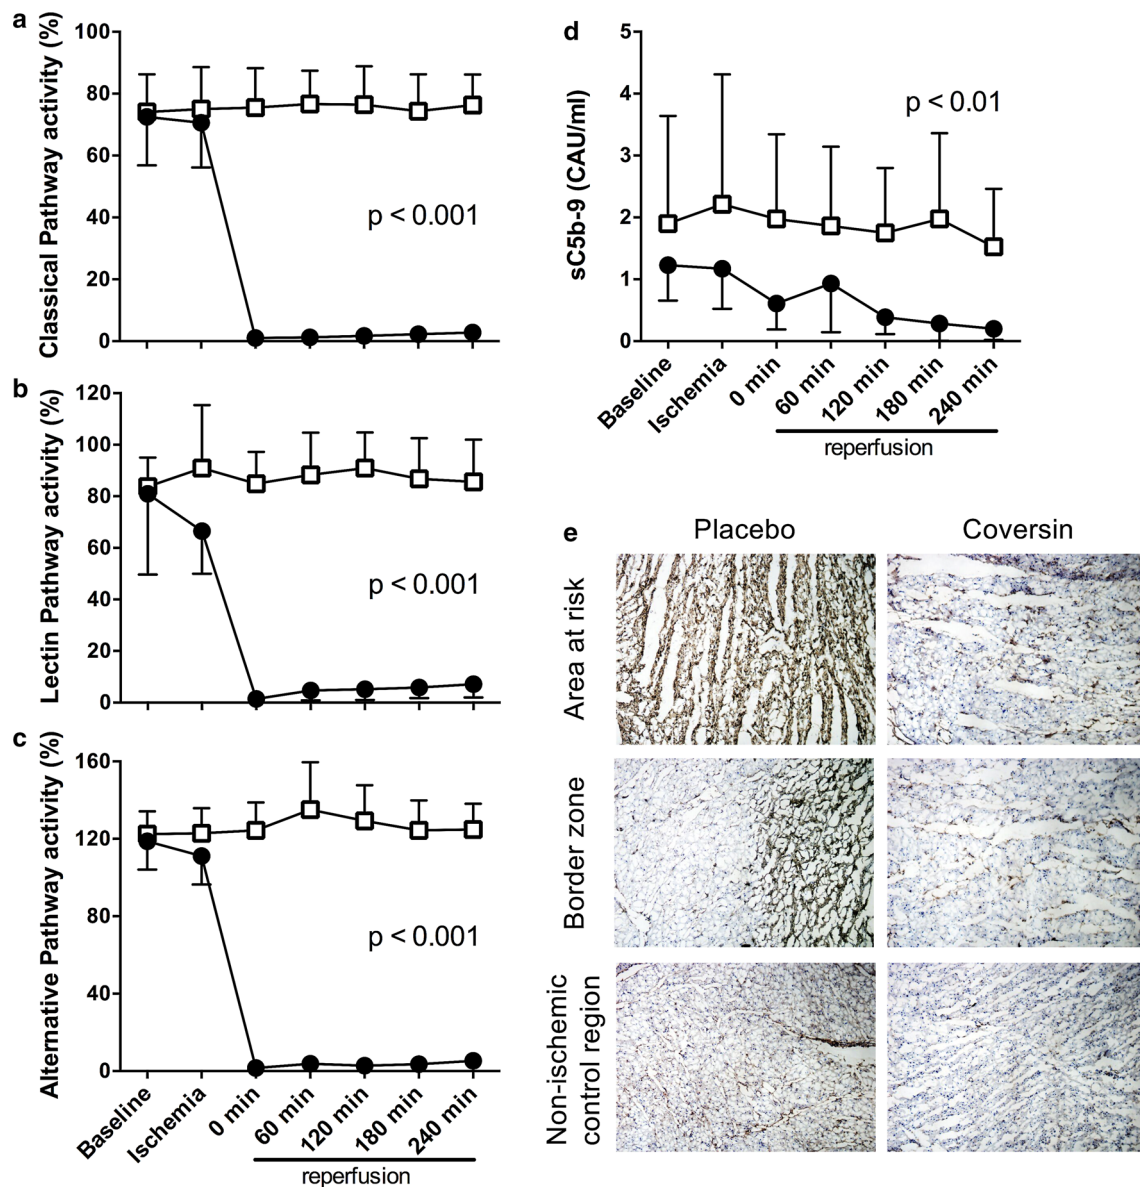 a
Classical Pathway activity (%)
100
80
60
40
20
0
p < 0.001
b
Lectin Pathway activity (%)
120
100
80
60
40
20
0
p < 0.001
c
Alternative Pathway activity (%)
160
120
80
40
0
p < 0.001
Baseline
Ischemia
0 min
60 min
120 min
180 min
240 min
reperfusion
d
sC5b-9 (CAU/ml)
5
4
3
2
1
0
p < 0.01
Baseline
Ischemia
0 min
60 min
120 min
180 min
240 min
reperfusion
e
Placebo
Coversin
Area at risk
Border zone
Non-ischemic
control region